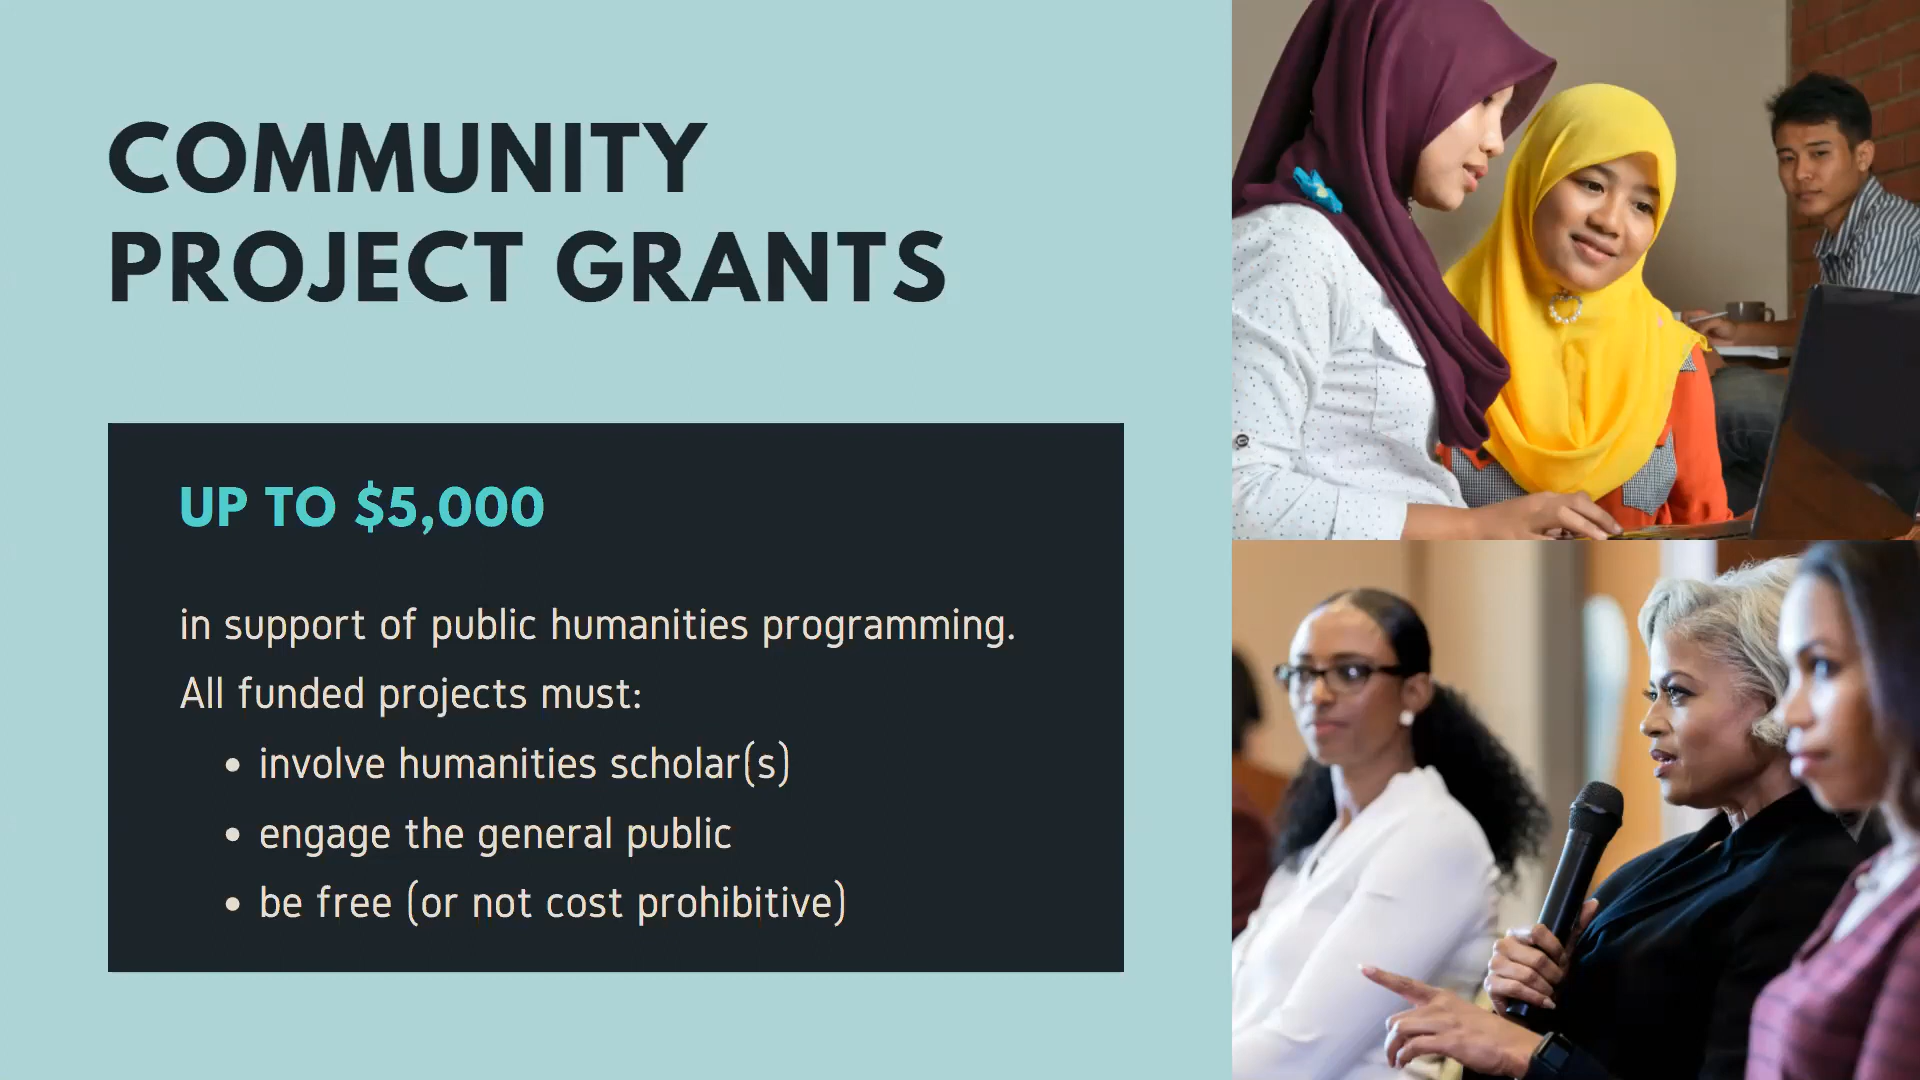 COMMUNITY
PROJECT GRANTS
UP TO $5,000
in support of public humanities programming.
All funded projects must:
• involve humanities scholar(s)
• engage the general public
• be free (or not cost prohibitive)